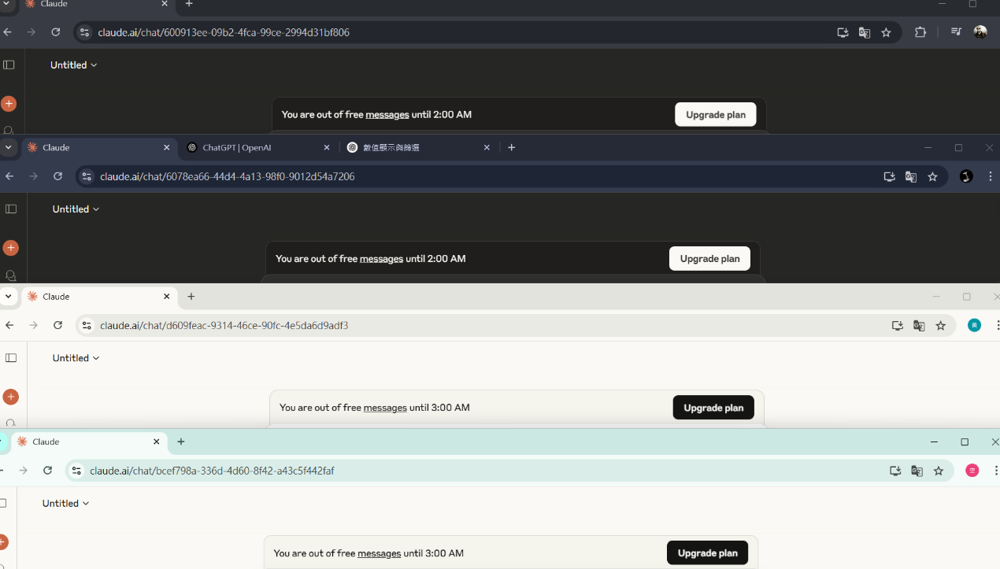 Claude
claude.ai/chat/600913ee-09b2-4fca-99ce-2994d31bf806
Untitled
You are out of free messages until 2:00 AM
Upgrade plan
Claude
ChatGPT | OpenAI
數值顯示與篩選
claude.ai/chat/6078ea66-44d4-4a13-98f0-9012d54a7206
Untitled
You are out of free messages until 2:00 AM
Upgrade plan
Claude
claude.ai/chat/d609feac-9314-46ce-90fc-4e5da6d9adf3
黃
Untitled
You are out of free messages until 3:00 AM
Upgrade plan
Claude
claude.ai/chat/bcef798a-336d-4d60-8f42-a43c5f442faf
空
Untitled
You are out of free messages until 3:00 AM
Upgrade plan